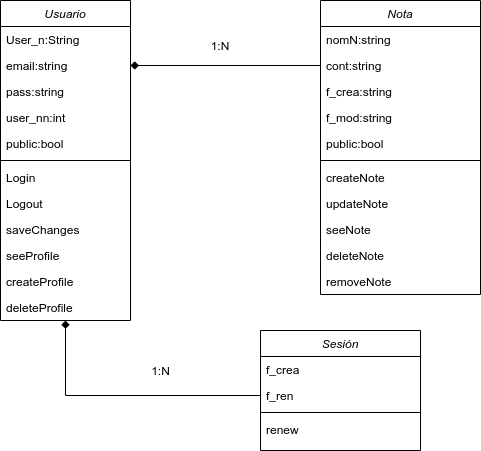 Usuario
User_n:String
email:string
pass:string
user_nn:int
public:bool
Login
Logout
saveChanges
seeProfile
createProfile
deleteProfile
1:N
Nota
nomN:string
cont:string
f_crea:string
f_mod:string
public:bool
createNote
updateNote
seeNote
deleteNote
removeNote
1:N
Sesión
f_crea
f_ren
renew